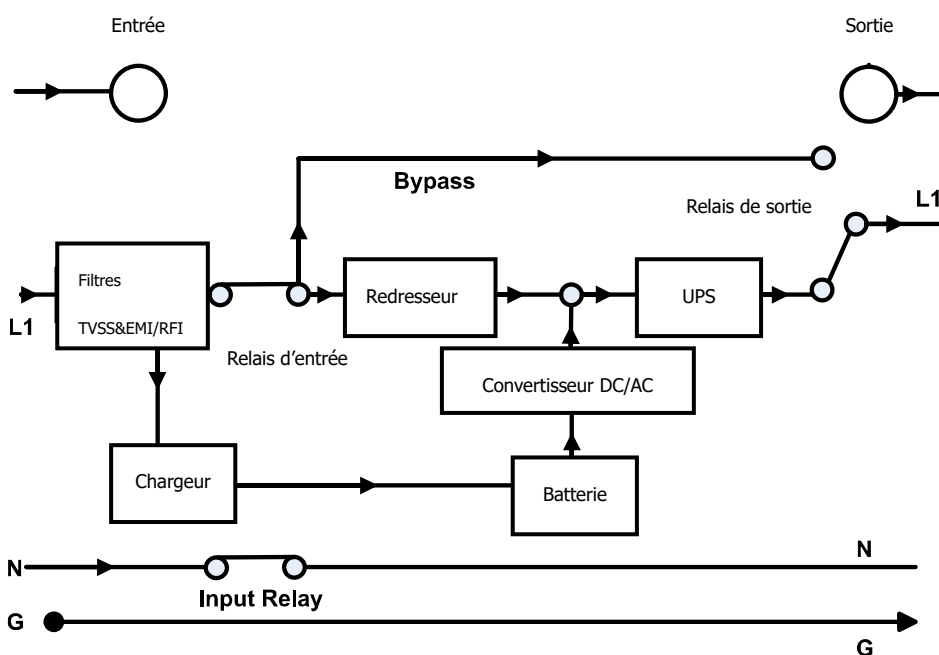 Entrée
Sortie
Bypass
Relais de sortie
L1
Filtres
TVSS&EMI/RFI
Redresseur
UPS
L1
Relais d’entrée
Convertisseur DC/AC
Chargeur
Batterie
N
N
Input Relay
G
G